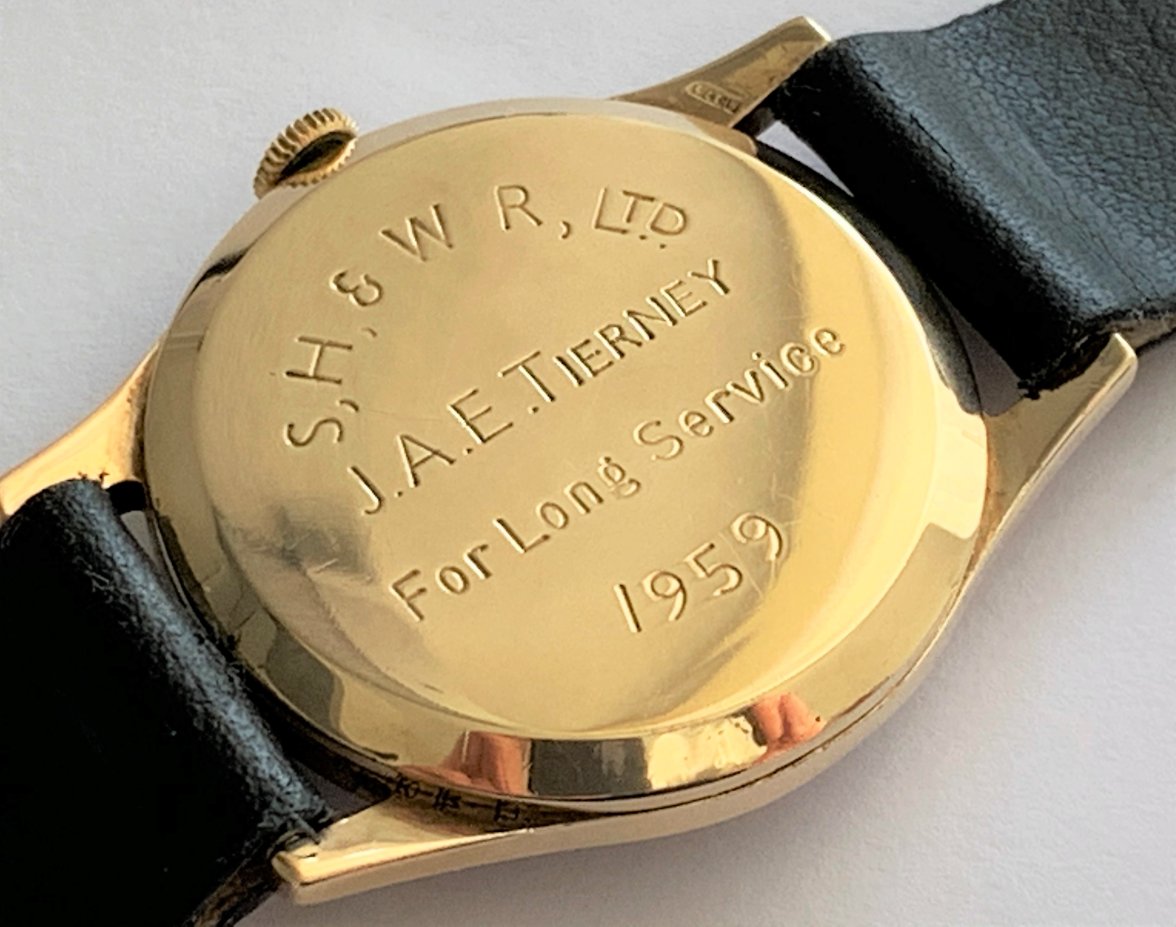 S, H, & W R, LTD
J. A. E. TIERNEY
For Long Service
1959